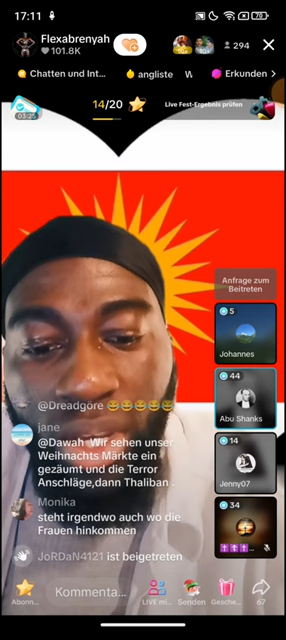 17:11
70
Flexabrenyah
101.8K
294
Chatten und Int...
angliste
Erkunden >
03:25
14/20
Live Fest-Ergebnis prüfen
Anfrage zum
Beitreten
5
Johannes
44
Abu Shanks
14
Jenny07
34
@Dreadgöre 😂😂😂😂😂
jane
@Dawah Wir sehen unser
Weihnachts Märkte ein
gezäumt und die Terror
Anschläge,dann Thaliban .
Monika
steht irgendwo auch wo die
Frauen hinkommen
JoRDaN4121 ist beigetreten
Abonn...
Kommenta...
LIVE mi...
Senden
Gesche...
67